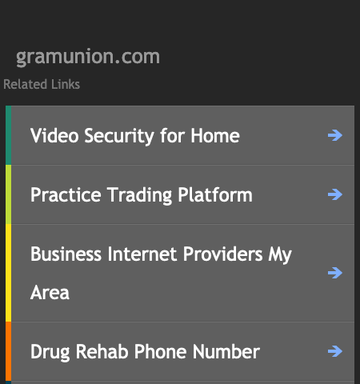 gramunion.com
Related Links
Video Security for Home
Practice Trading Platform
Business Internet Providers My
Area
Drug Rehab Phone Number